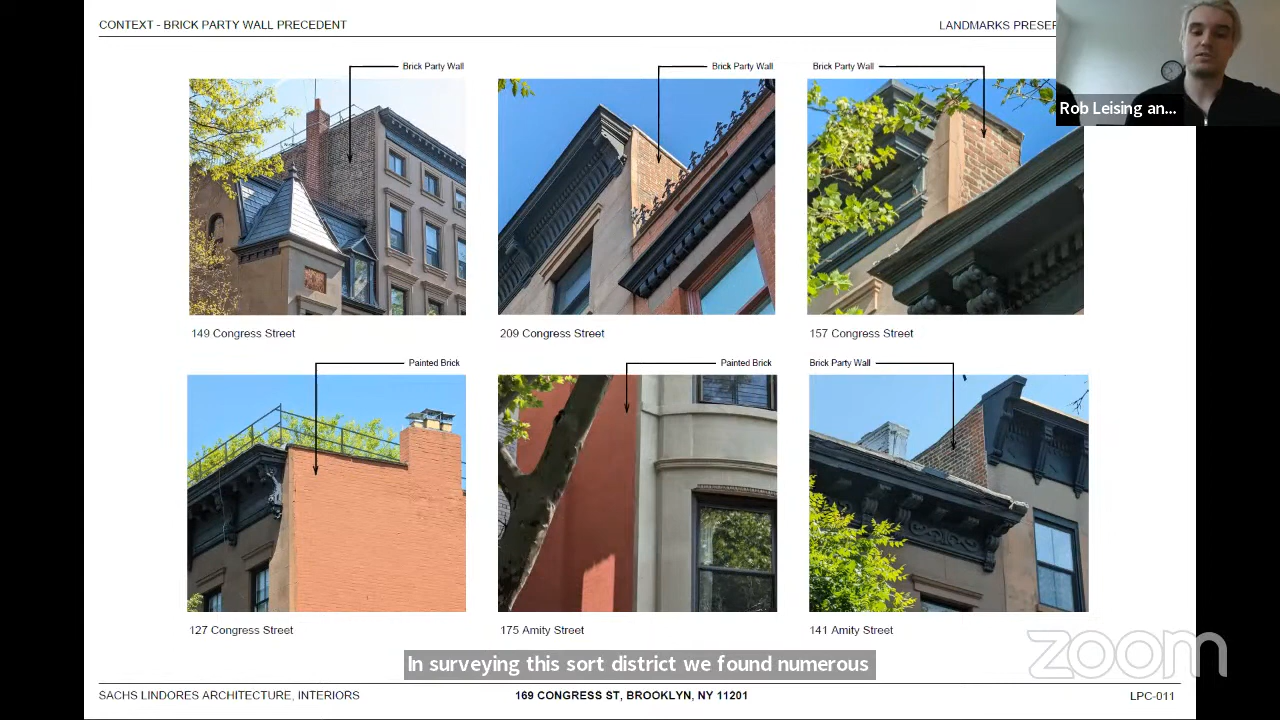 CONTEXT - BRICK PARTY WALL PRECEDENT
LANDMARKS PRESER
Rob Leising an...
Brick Party Wall
Brick Party Wall
Brick Party Wall
149 Congress Street
209 Congress Street
157 Congress Street
Painted Brick
Painted Brick
Brick Party Wall
127 Congress Street
175 Amity Street
141 Amity Street
zoom
In surveying this sort district we found numerous
SACHS LINDORES ARCHITECTURE, INTERIORS
169 CONGRESS ST, BROOKLYN, NY 11201
LPC-011